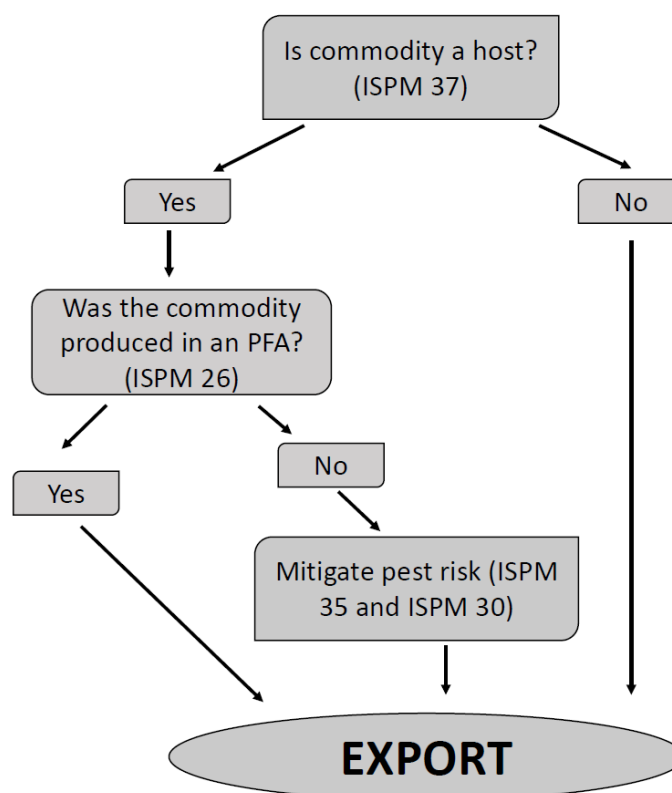 Is commodity a host?
(ISPM 37)
Yes
No
Was the commodity
produced in an PFA?
(ISPM 26)
Yes
No
Mitigate pest risk (ISPM
35 and ISPM 30)
EXPORT